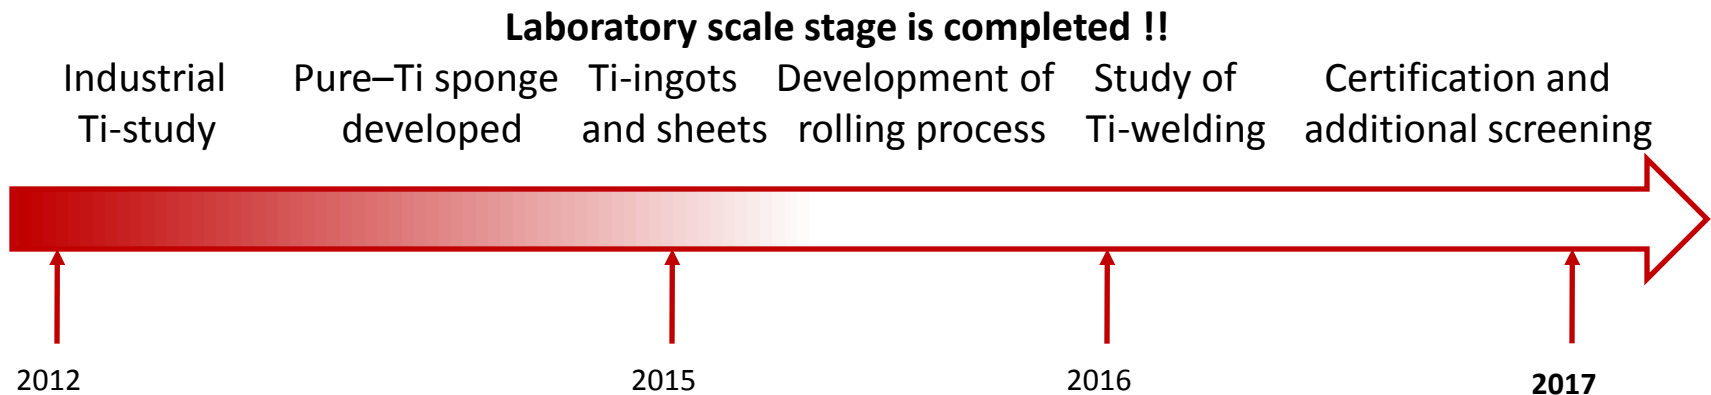 Laboratory scale stage is completed !!
Industrial
Ti-study
Pure–Ti sponge
developed
Ti-ingots
and sheets
Development of
rolling process
Study of
Ti-welding
Certification and
additional screening
2012
2015
2016
2017